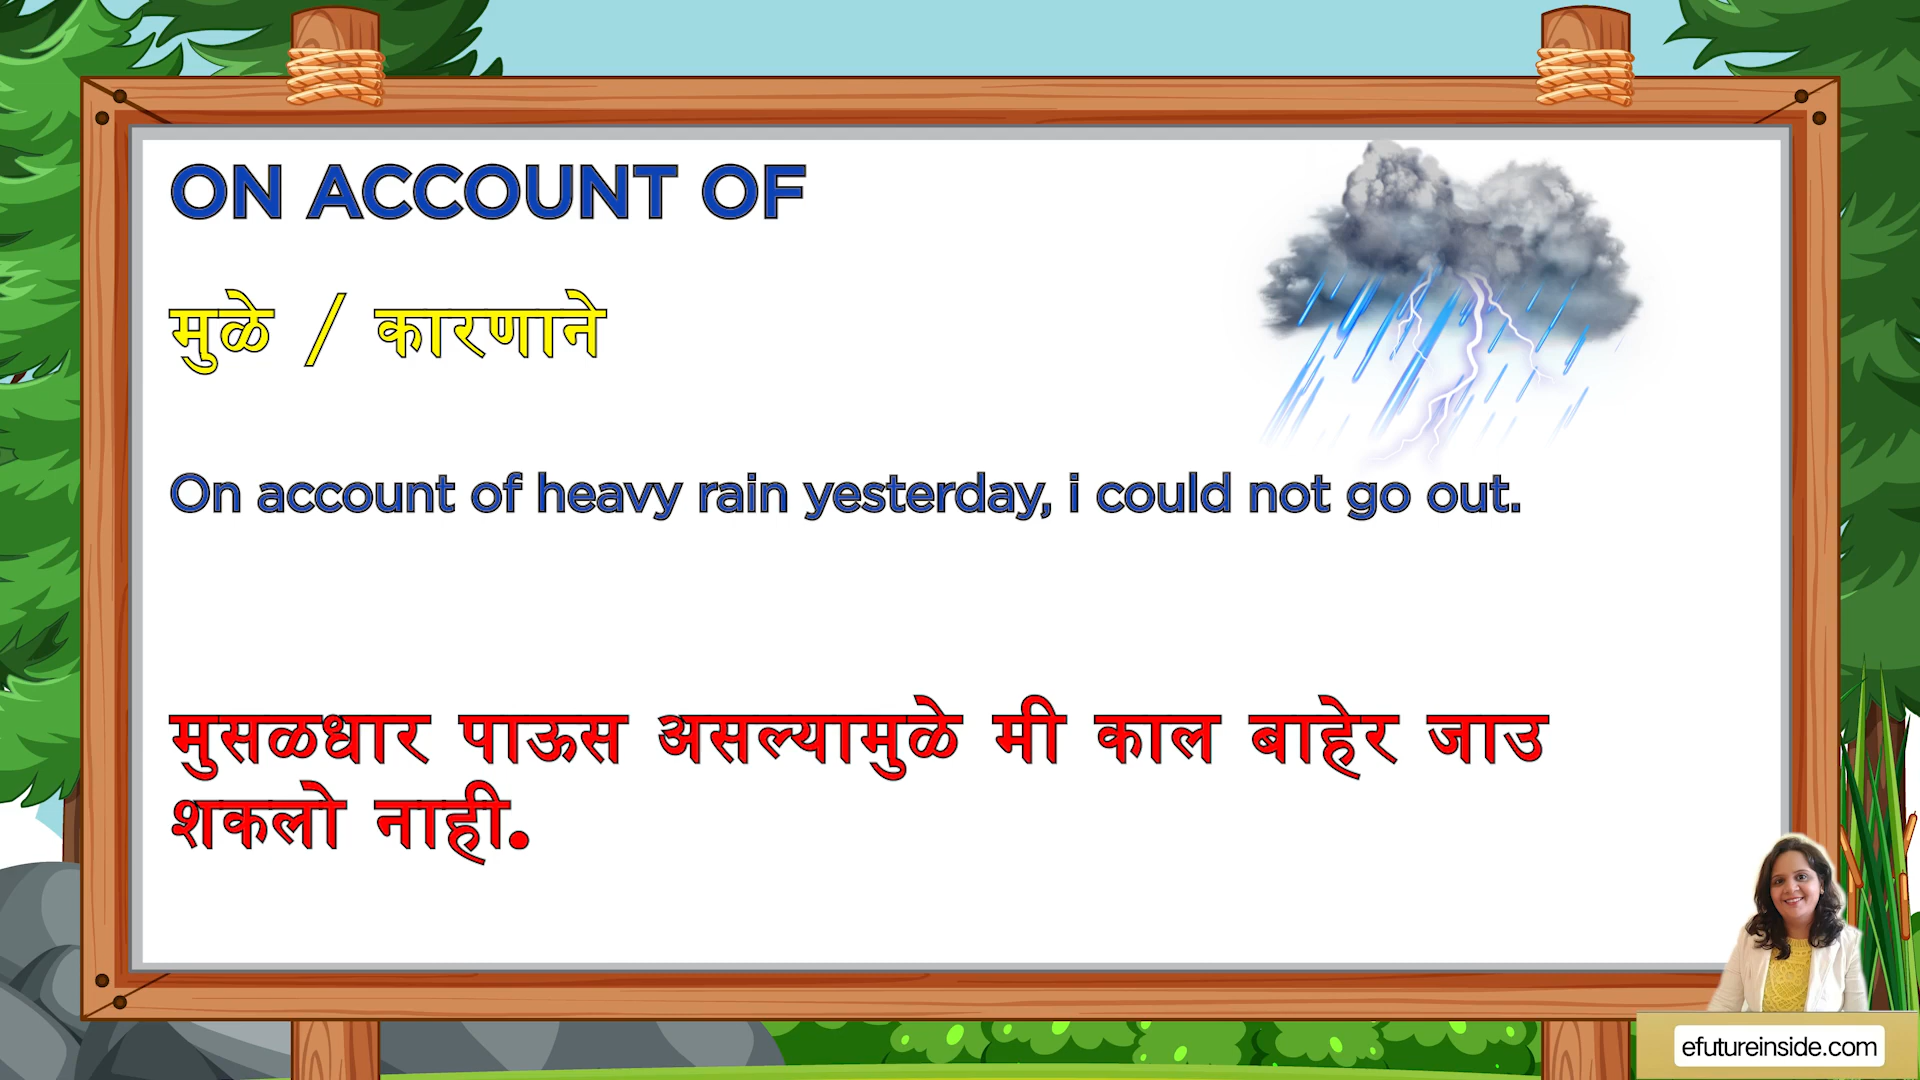 ON ACCOUNT OF
मुळे / कारणाने
On account of heavy rain yesterday, i could not go out.
मुसळधार पाऊस असल्यामुळे मी काल बाहेर जाउ
शकलो नाही.
efutureinside.com